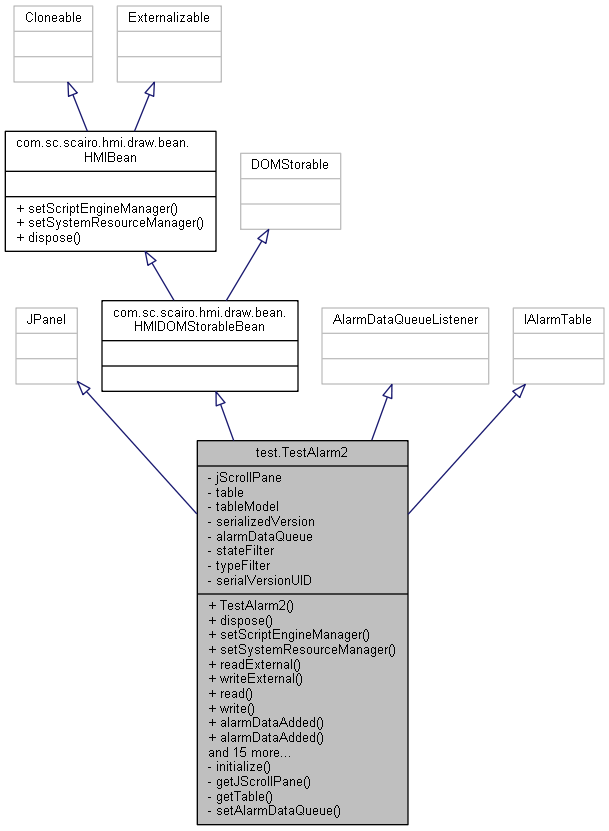 Cloneable
Externalizable
com.sc.scairo.hmi.draw.bean.
HMIBean
+ setScriptEngineManager()
+ setSystemResourceManager()
+ dispose()
DOMStorable
JPanel
com.sc.scairo.hmi.draw.bean.
HMIDOMStorableBean
AlarmDataQueueListener
IAlarmTable
test.TestAlarm2
- jScrollPane
- table
- tableModel
- serializedVersion
- alarmDataQueue
- stateFilter
- typeFilter
- serialVersionUID
+ TestAlarm2()
+ dispose()
+ setScriptEngineManager()
+ setSystemResourceManager()
+ readExternal()
+ writeExternal()
+ read()
+ write()
+ alarmDataAdded()
+ alarmDataAdded()
and 15 more...
- initialize()
- getJScrollPane()
- getTable()
- setAlarmDataQueue()